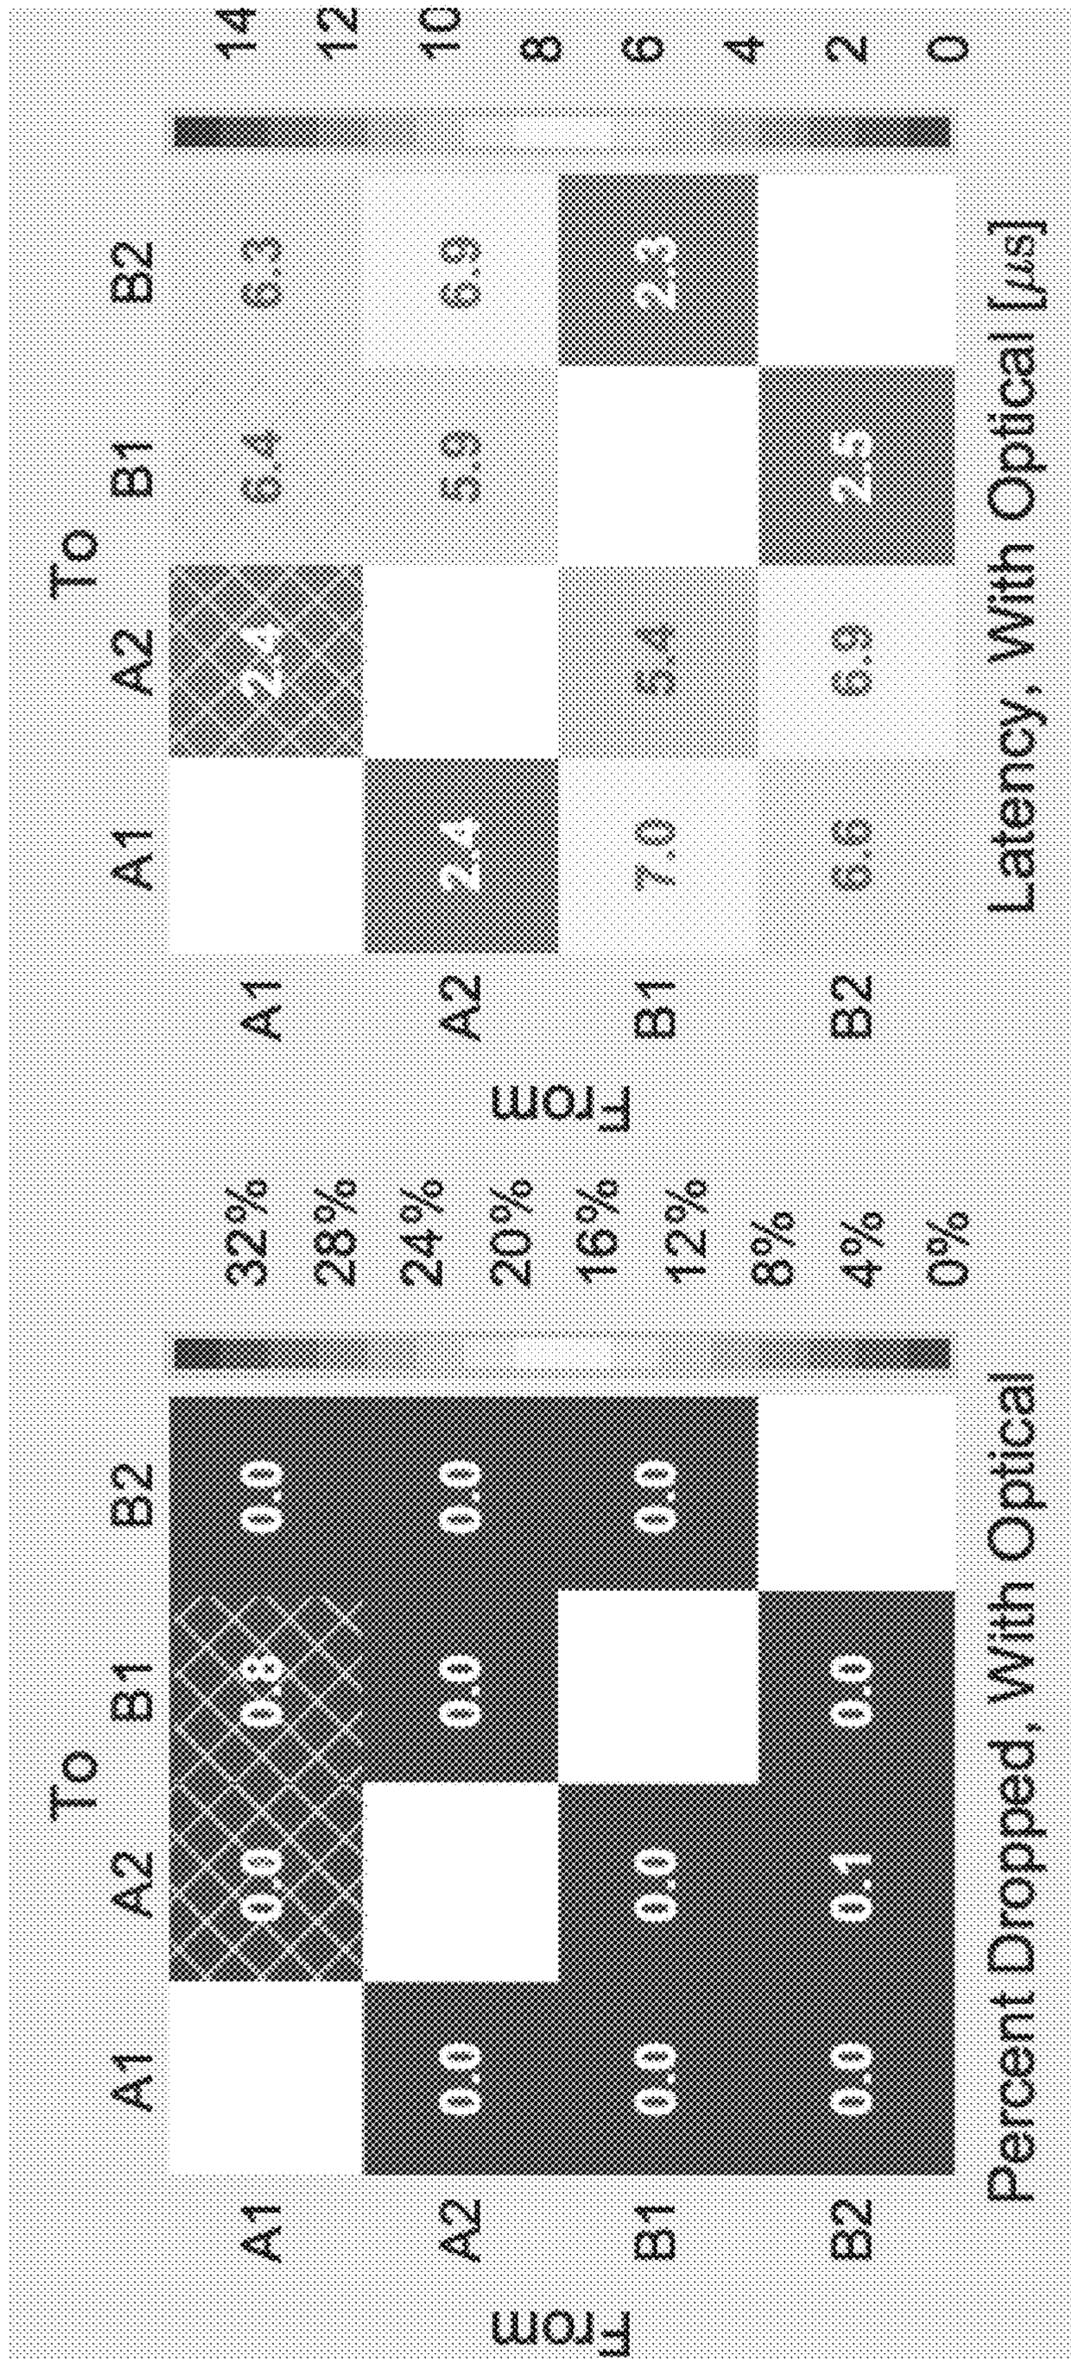 To
A1 A2 B1 B2
From
A1 0.0 0.8 0.0
A2 0.0 0.0 0.0
B1 0.0 0.0 0.0
B2 0.0 0.1 0.0
32%
28%
24%
20%
16%
12%
8%
4%
0%
Percent Dropped, With Optical
To
A1 A2 B1 B2
From
A1 2.4 6.4 6.3
A2 2.4 5.9 6.9
B1 7.0 5.4 2.3
B2 6.6 6.9 2.5
14
12
10
8
6
4
2
0
Latency, With Optical [μs]